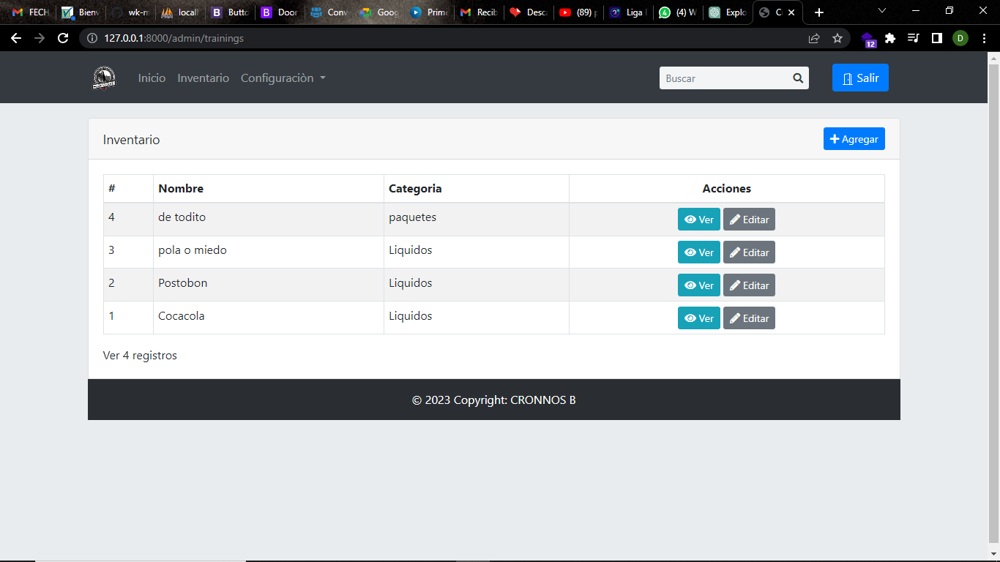 FECH Bienv wk-m locall Butto Door Conv Goog Prime Recib Desca (89) p Liga (4) W Explo C
127.0.0.1:8000/admin/trainings 12 D
CRONNOS Inicio Inventario Configuraciòn Buscar Salir
Inventario Agregar
# Nombre Categoria Acciones
4 de todito paquetes Ver Editar
3 pola o miedo Liquidos Ver Editar
2 Postobon Liquidos Ver Editar
1 Cocacola Liquidos Ver Editar
Ver 4 registros
© 2023 Copyright: CRONNOS B